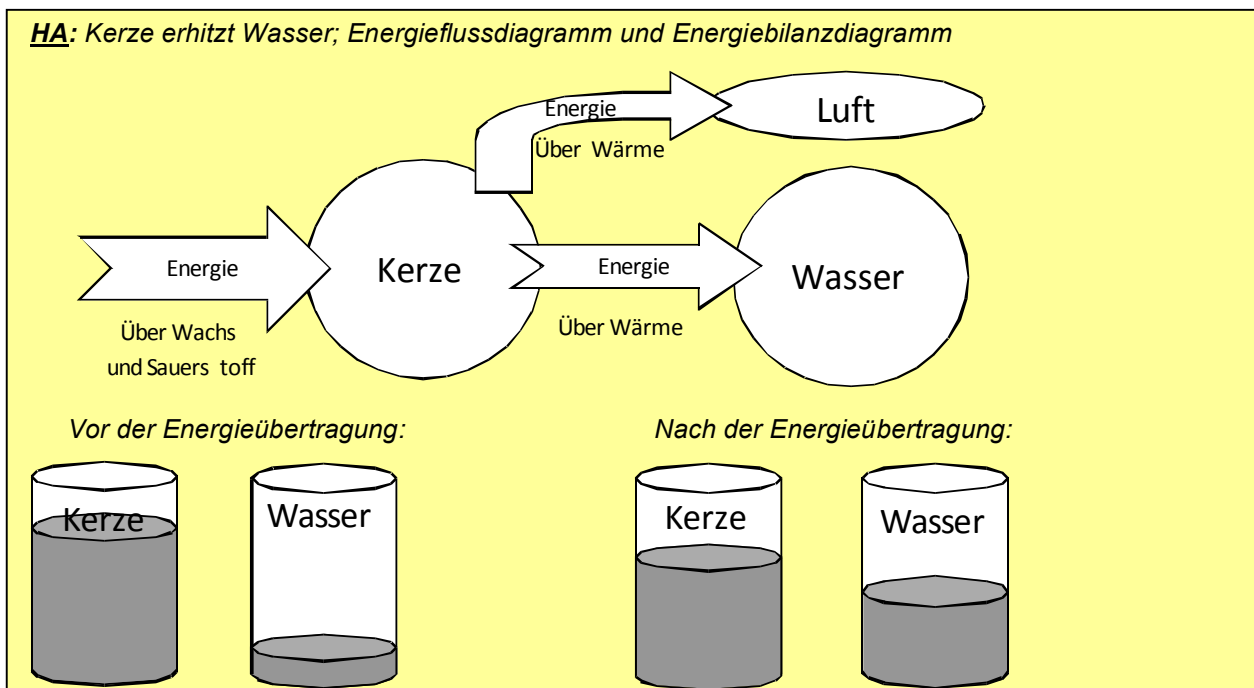 HA: Kerze erhitzt Wasser; Energieflussdiagramm und Energiebilanzdiagramm
Energie
Über Wärme
Luft
Energie
Über Wachs
und Sauers toff
Kerze
Energie
Über Wärme
Wasser
Vor der Energieübertragung:
Nach der Energieübertragung:
Kerze
Wasser
Kerze
Wasser